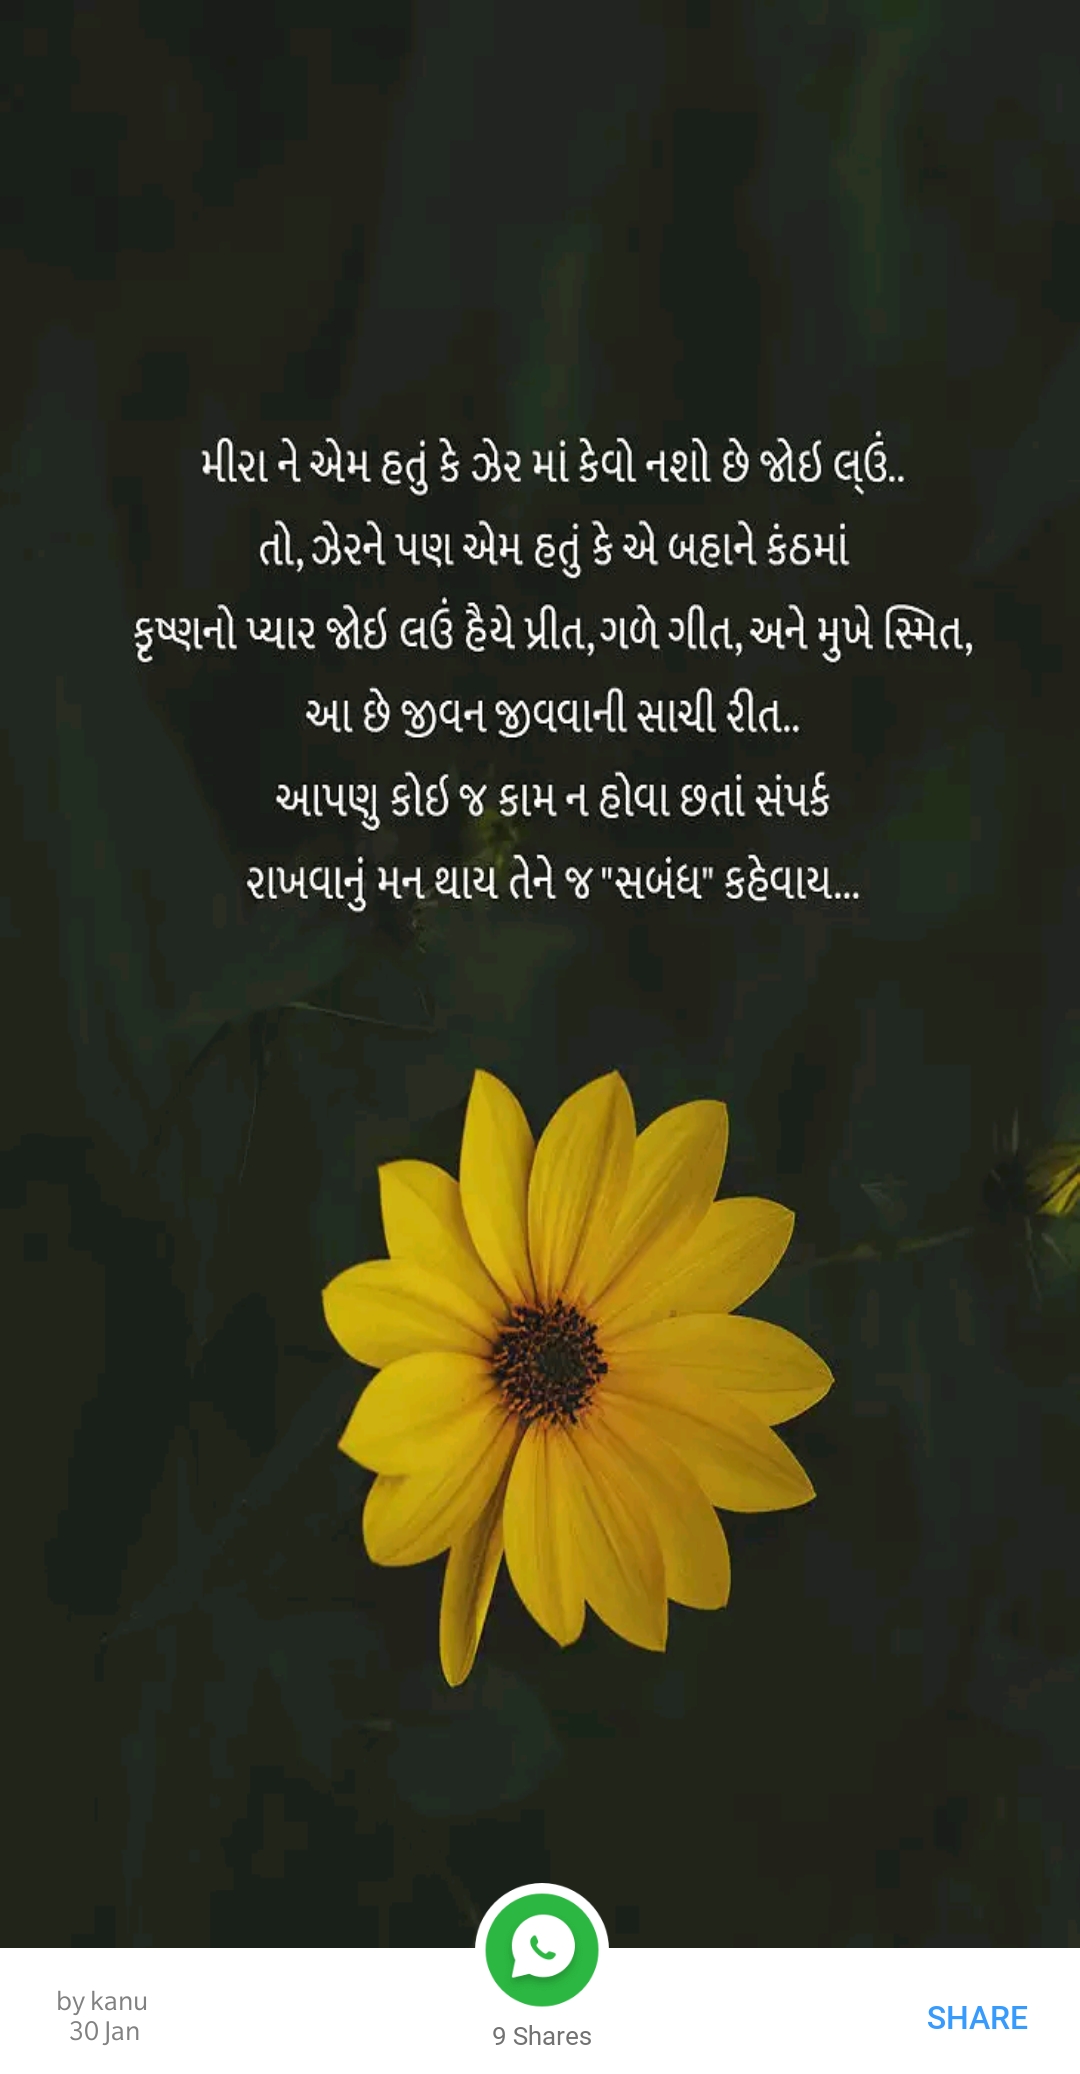 મીરા ને એમ હતું કે ઝેર માં કેવો નશો છે જોઇ લ્ઉં..
તો, ઝેરને પણ એમ હતું કે એ બહાને કંઠમાં
કૃષ્ણનો પ્યાર જોઇ લઉં હૈયે પ્રીત, ગળે ગીત, અને મુખે સ્મિત,
આ છે જીવન જીવવાની સાચી રીત..
આપણુ કોઇ જ કામ ન હોવા છતાં સંપર્ક
રાખવાનું મન થાય તેને જ "સબંધ" કહેવાય...
by kanu
30 Jan
9 Shares
SHARE